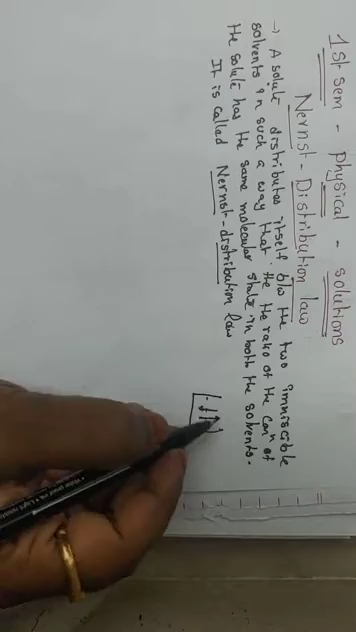 1st sem - physical - solutions
Nernst - Distribution law
→ A solute distributes itself b/w the two immiscible
solvents in such a way that the the ratio of the conⁿ of
the solute has the same molecular state in both the solvents.
It is called Nernst-distribution law